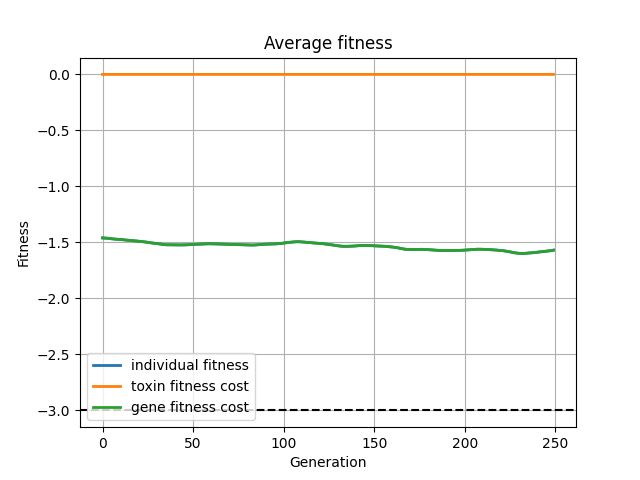 Average fitness
Fitness
0.0
−0.5
−1.0
−1.5
−2.0
−2.5
−3.0
individual fitness
toxin fitness cost
gene fitness cost
0
50
100
150
200
250
Generation